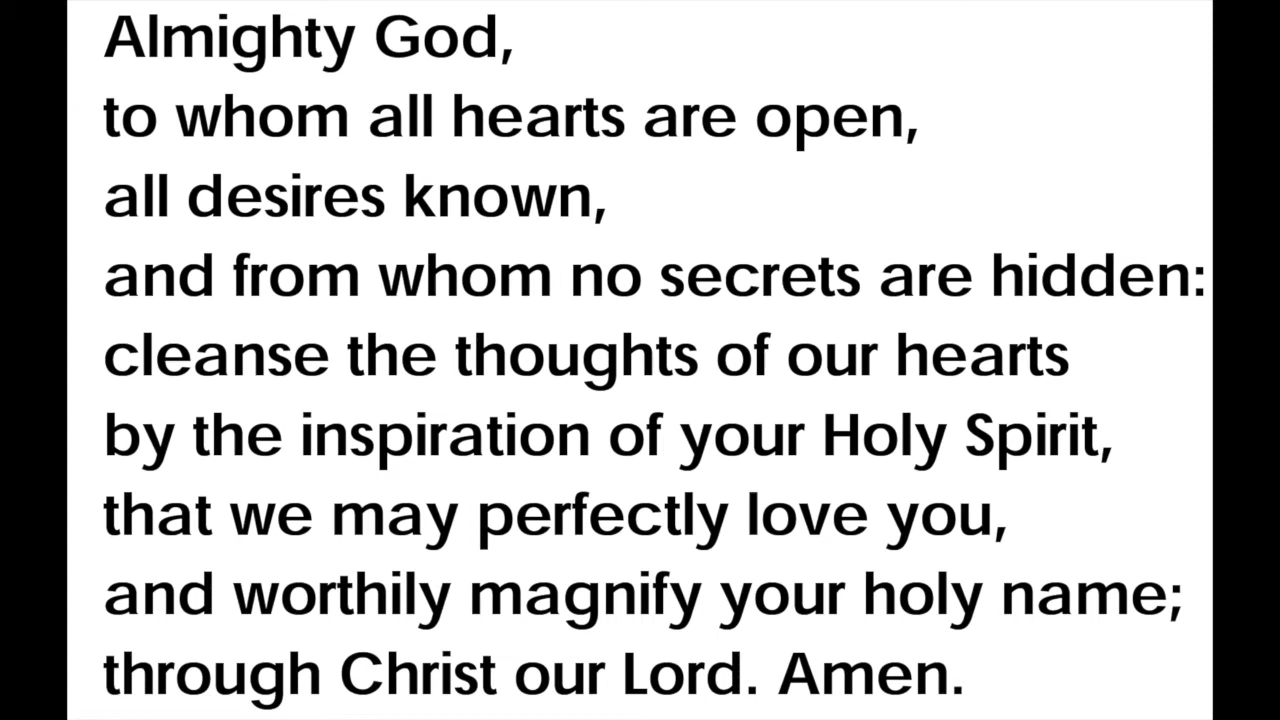 Almighty God,
to whom all hearts are open,
all desires known,
and from whom no secrets are hidden:
cleanse the thoughts of our hearts
by the inspiration of your Holy Spirit,
that we may perfectly love you,
and worthily magnify your holy name;
through Christ our Lord. Amen.